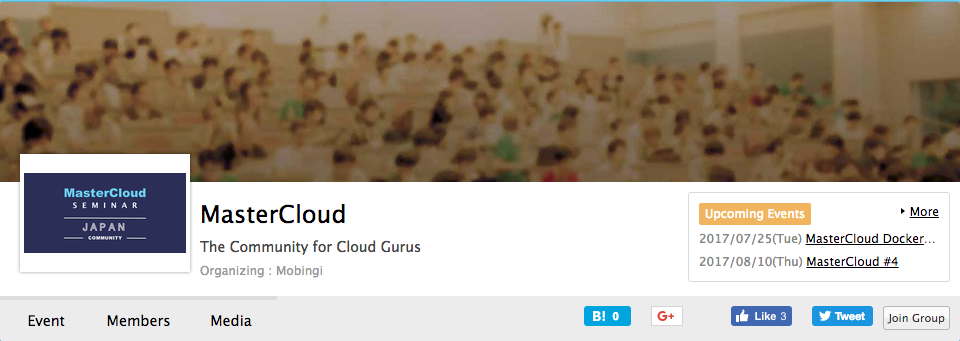 MasterCloud
SEMINAR
JAPAN
COMMUNITY
MasterCloud
The Community for Cloud Gurus
Organizing : Mobingi
Upcoming Events
More
2017/07/25(Tue) MasterCloud Docker...
2017/08/10(Thu) MasterCloud #4
Event Members Media
B! 0 G+ Like 3 Tweet Join Group